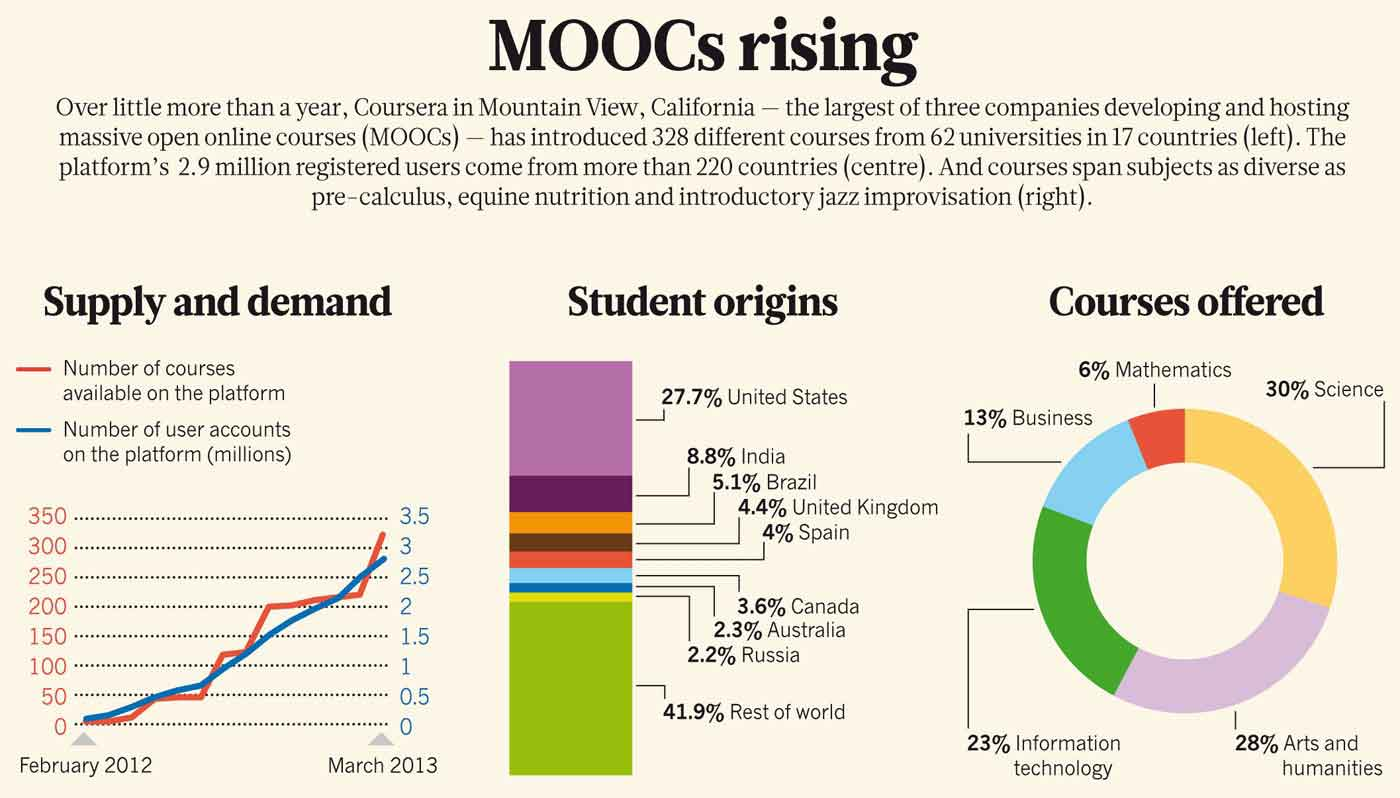 MOOCs rising
Over little more than a year, Coursera in Mountain View, California — the largest of three companies developing and hosting
massive open online courses (MOOCs) — has introduced 328 different courses from 62 universities in 17 countries (left). The
platform's 2.9 million registered users come from more than 220 countries (centre). And courses span subjects as diverse as
pre-calculus, equine nutrition and introductory jazz improvisation (right).
Supply and demand
Number of courses
available on the platform
Number of user accounts
on the platform (millions)
350 3.5
300 3
250 2.5
200 2
150 1.5
100 1
50 0.5
0 0
February 2012 March 2013
Student origins
27.7% United States
8.8% India
5.1% Brazil
4.4% United Kingdom
4% Spain
3.6% Canada
2.3% Australia
2.2% Russia
41.9% Rest of world
Courses offered
6% Mathematics
30% Science
13% Business
23% Information
technology
28% Arts and
humanities